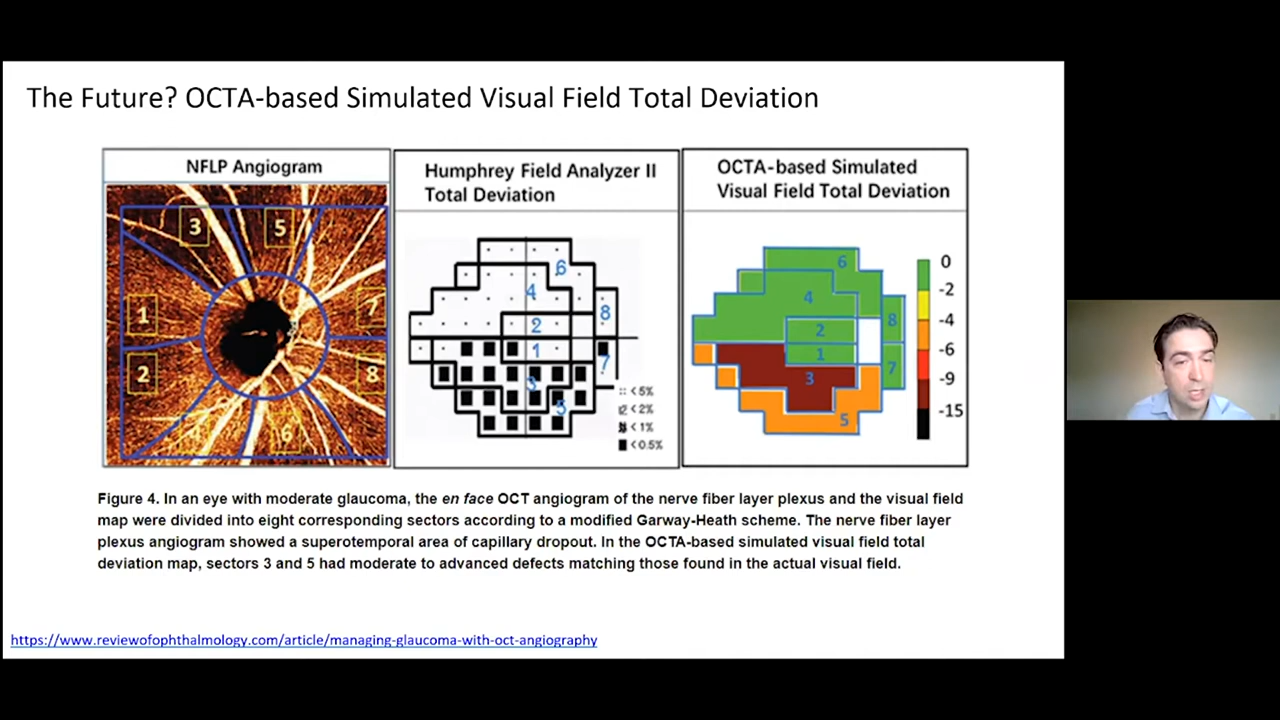 The Future? OCTA-based Simulated Visual Field Total Deviation
NFLP Angiogram
3
5
1
7
2
8
4
6
Humphrey Field Analyzer II
Total Deviation
6
4
8
2
1
7
3
5
:: < 5%
< 2%
< 1%
< 0.5%
OCTA-based Simulated
Visual Field Total Deviation
6
4
8
2
1
7
3
5
0
-2
-4
-6
-9
-15
Figure 4. In an eye with moderate glaucoma, the en face OCT angiogram of the nerve fiber layer plexus and the visual field
map were divided into eight corresponding sectors according to a modified Garway-Heath scheme. The nerve fiber layer
plexus angiogram showed a superotemporal area of capillary dropout. In the OCTA-based simulated visual field total
deviation map, sectors 3 and 5 had moderate to advanced defects matching those found in the actual visual field.
https://www.reviewofophthalmology.com/article/managing-glaucoma-with-oct-angiography